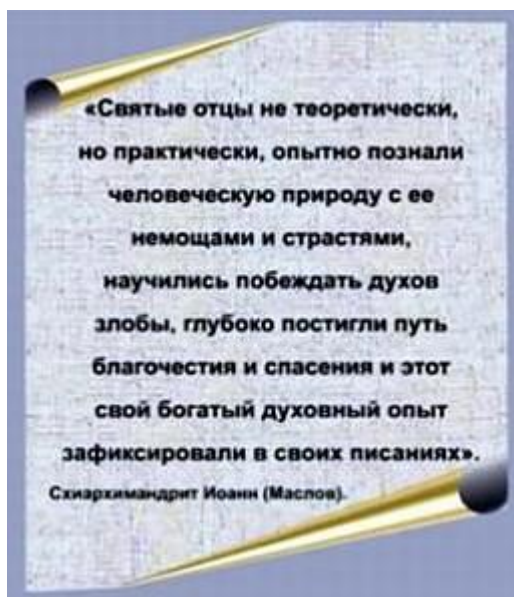 «Святые отцы не теоретически,
но практически, опытно познали
человеческую природу с ее
немощами и страстями,
научились побеждать духов
злобы, глубоко постигли путь
благочестия и спасения и этот
свой богатый духовный опыт
зафиксировали в своих писаниях».
Схиархимандрит Иоанн (Маслов).